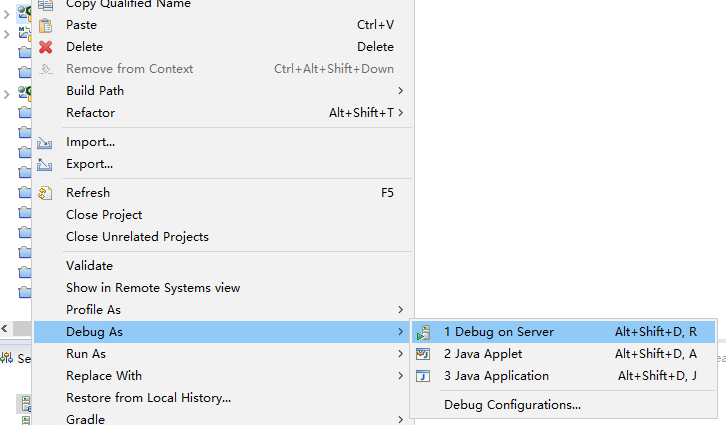 Copy Qualified Name
Paste Ctrl+V
Delete Delete
Remove from Context Ctrl+Alt+Shift+Down
Build Path
Refactor Alt+Shift+T
Import...
Export...
Refresh F5
Close Project
Close Unrelated Projects
Validate
Show in Remote Systems view
Profile As
Debug As
1 Debug on Server Alt+Shift+D, R
Run As
2 Java Applet Alt+Shift+D, A
Replace With
3 Java Application Alt+Shift+D, J
Restore from Local History...
Debug Configurations...
Gradle